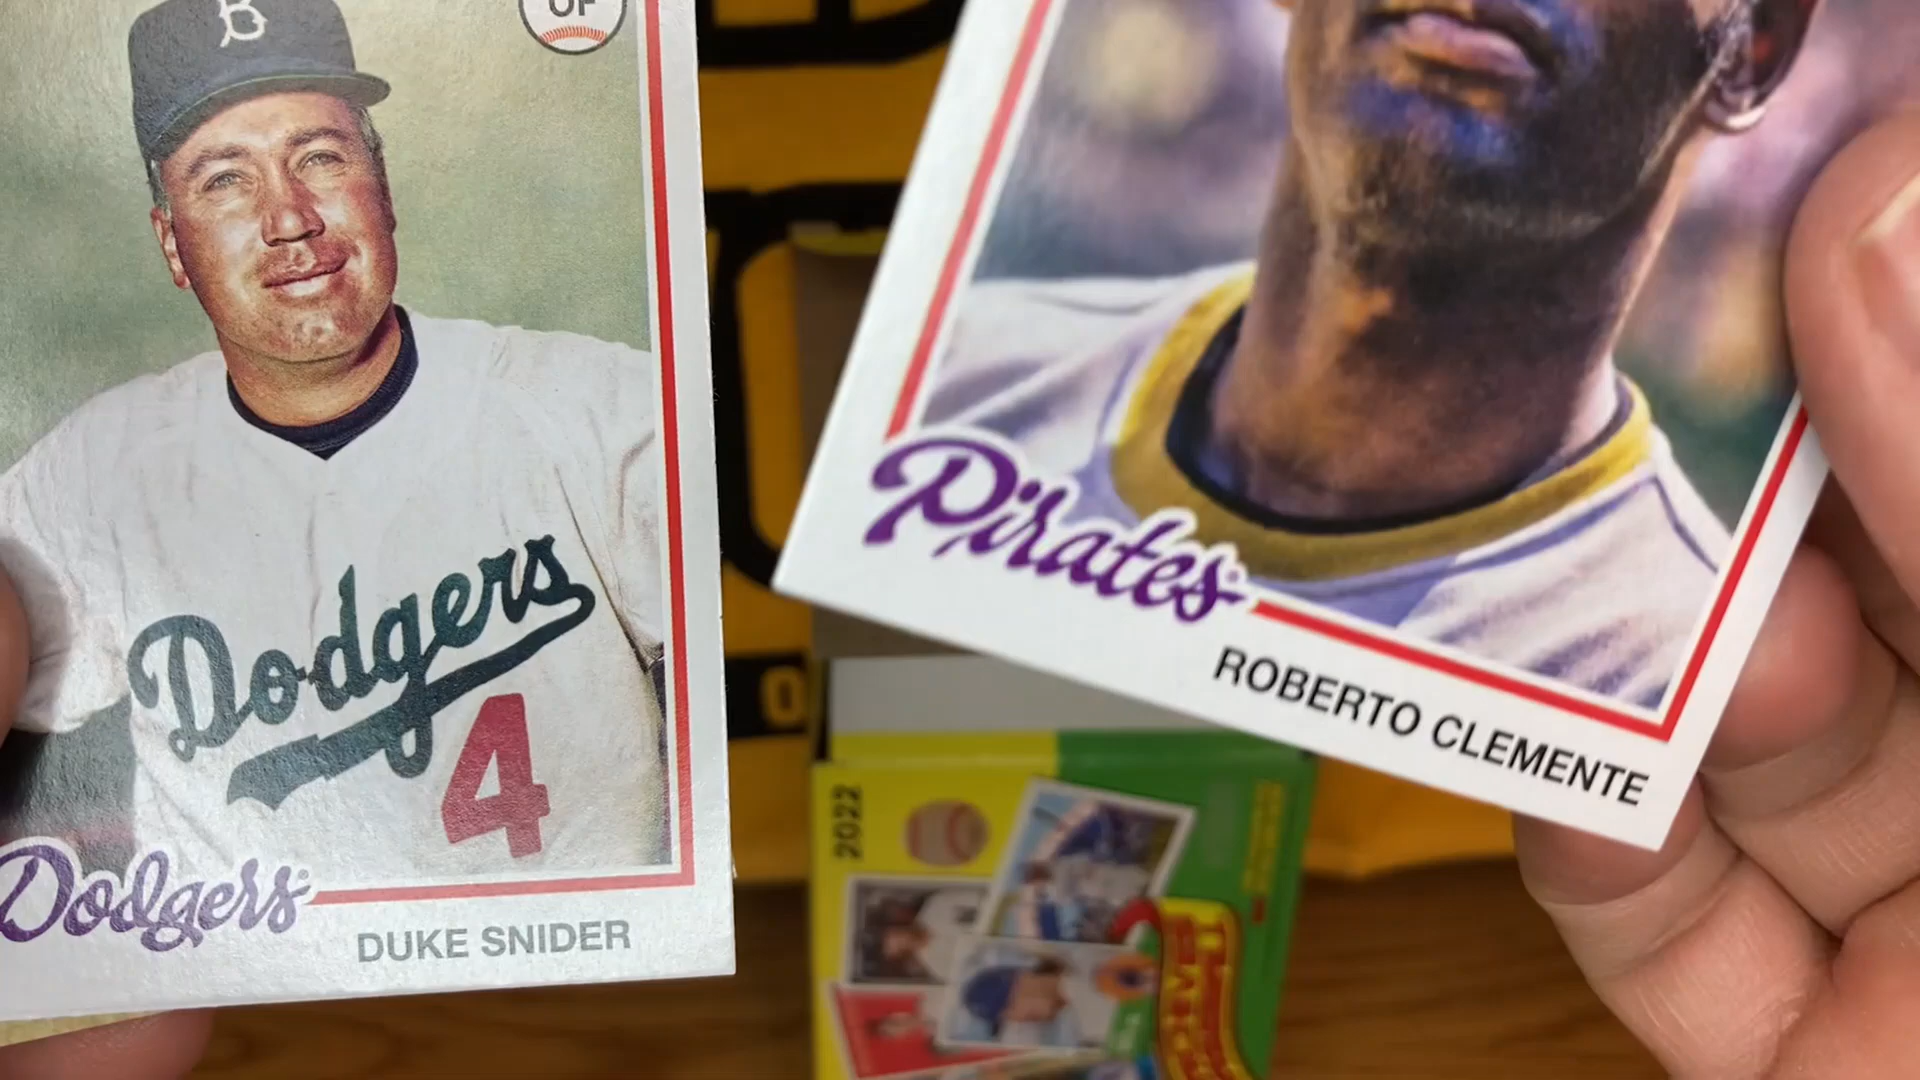 B
OF
Dodgers
4
Dodgers
DUKE SNIDER
Pirates
ROBERTO CLEMENTE
2022